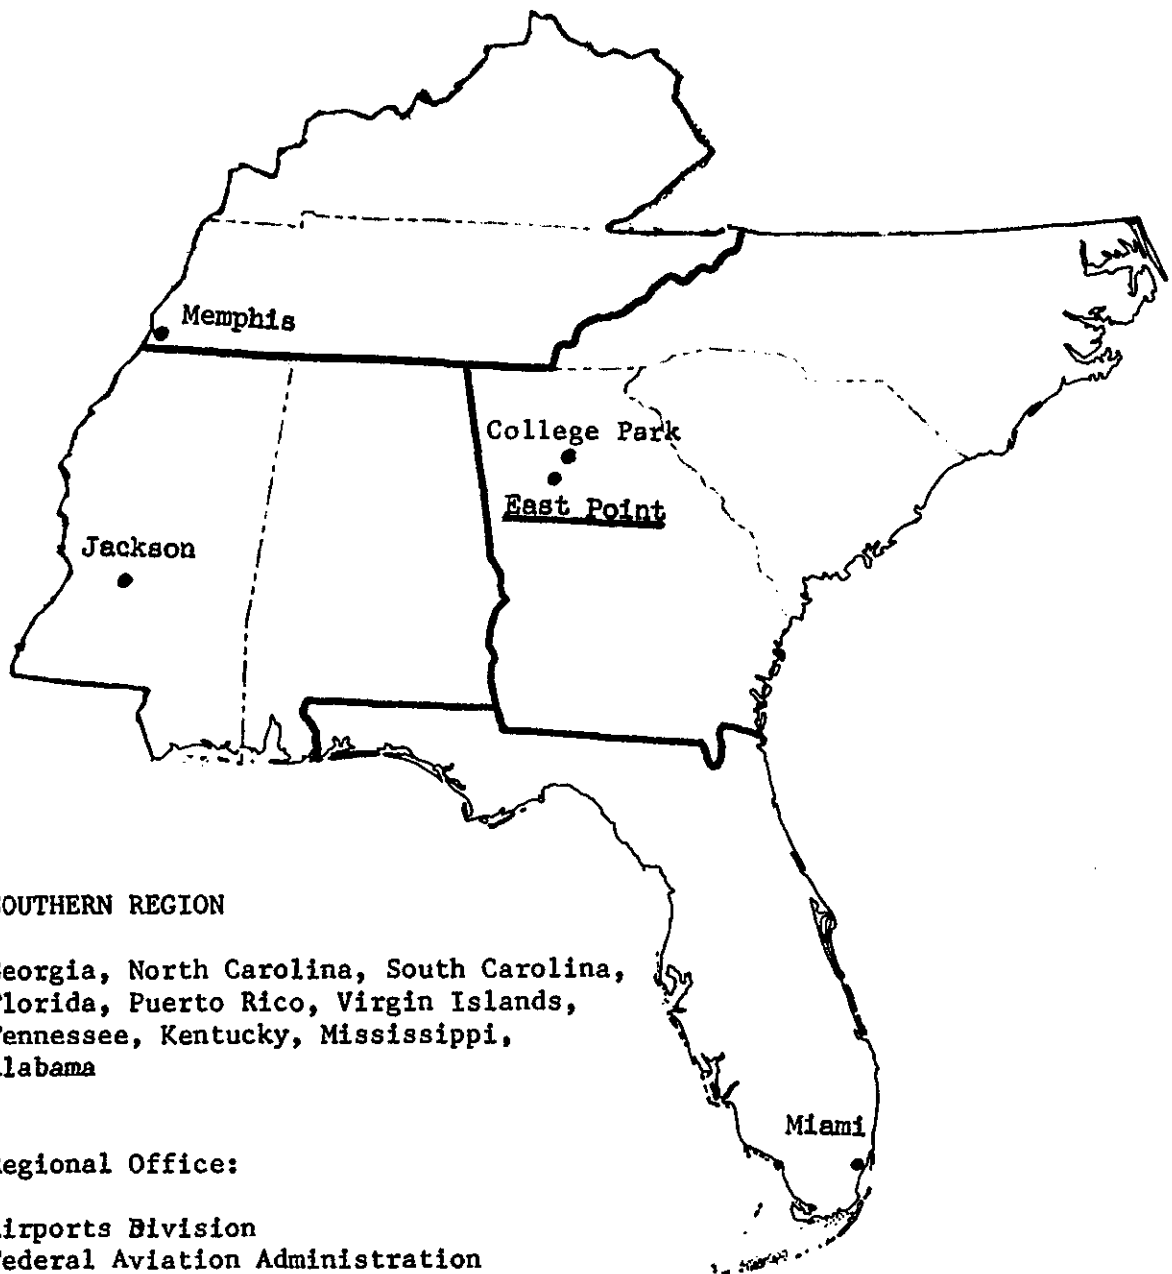 Memphis
College Park
East Point
Jackson
OUTHERN REGION
eorgia, North Carolina, South Carolina,
lorida, Puerto Rico, Virgin Islands,
ennessee, Kentucky, Mississippi,
labama
Miami
egional Office:
irports Division
ederal Aviation Administration